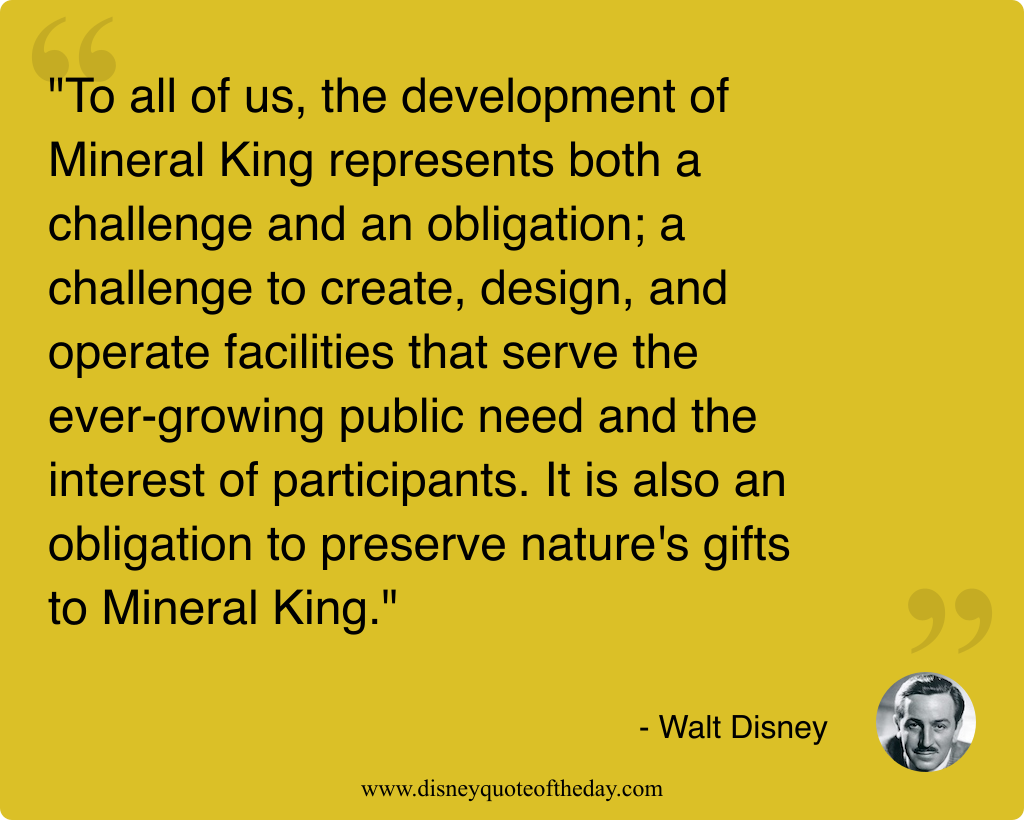 "To all of us, the development of
Mineral King represents both a
challenge and an obligation; a
challenge to create, design, and
operate facilities that serve the
ever-growing public need and the
interest of participants. It is also an
obligation to preserve nature's gifts
to Mineral King."
- Walt Disney
www.disneyquoteoftheday.com